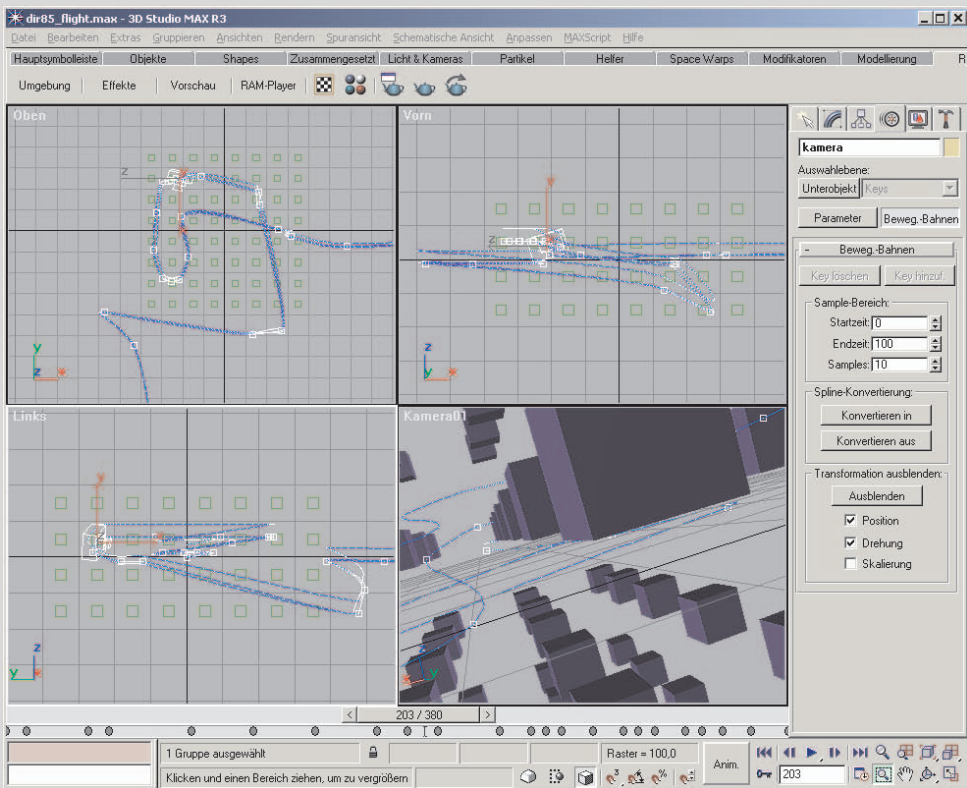 dir85_flight.max - 3D Studio MAX R3
Datei Bearbeiten Extras Gruppieren Ansichten Rendern Spuransicht Schematische Ansicht Anpassen MAXScript Hilfe
Hauptsymbolleiste Objekte Shapes Zusammengesetzt Licht & Kameras Partikel Helfer Space Warps Modifikatoren Modellierung R
Umgebung Effekte Vorschau RAM-Player
Oben
z
y
z
Vorn
z
z
y
kamera
Auswahlebene:
Unterobjekt Keys
Parameter Beweg.-Bahnen
- Beweg.-Bahnen
Key löschen Key hinzuf.
Sample-Bereich:
Startzeit: 0
Endzeit: 100
Samples: 10
Spline-Konvertierung:
Konvertieren in
Konvertieren aus
Transformation ausblenden:
Ausblenden
Position
Drehung
Skalierung
Links
z
y
Kamera01
z
y
< 203 / 380 >
1 Gruppe ausgewählt
Raster = 100,0
Anim.
Klicken und einen Bereich ziehen, um zu vergrößern
203